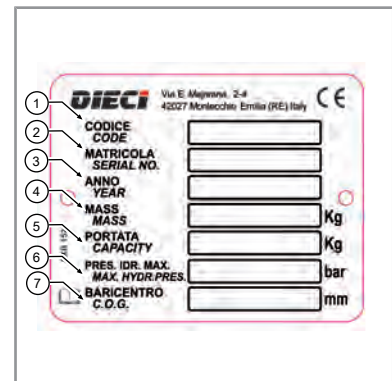 DIECI
Via E. Majorana, 2-4
42027 Montecchio Emilia (RE) Italy
CE
1
CODICE
CODE
2
MATRICOLA
SERIAL NO.
3
ANNO
YEAR
4
MASS
MASS
Kg
5
PORTATA
CAPACITY
Kg
6
PRES. IDR. MAX.
MAX. HYDR.PRES.
bar
7
BARICENTRO
C.O.G.
mm